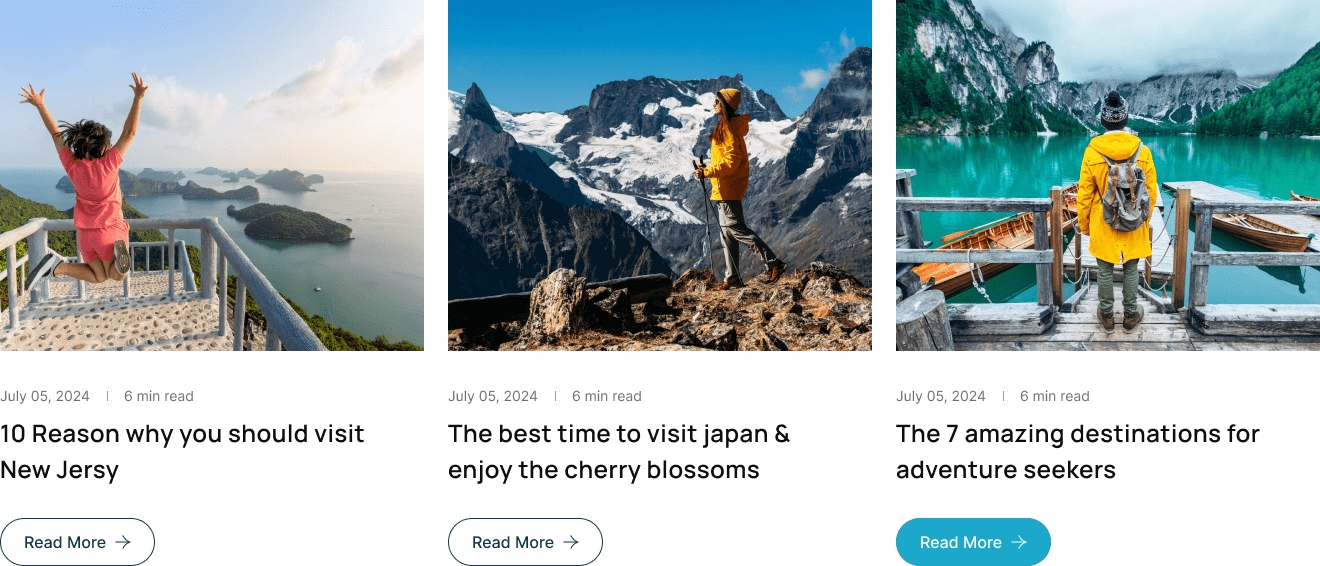 July 05, 2024 | 6 min read
10 Reason why you should visit
New Jersy
Read More →
July 05, 2024 | 6 min read
The best time to visit japan &
enjoy the cherry blossoms
Read More →
July 05, 2024 | 6 min read
The 7 amazing destinations for
adventure seekers
Read More →